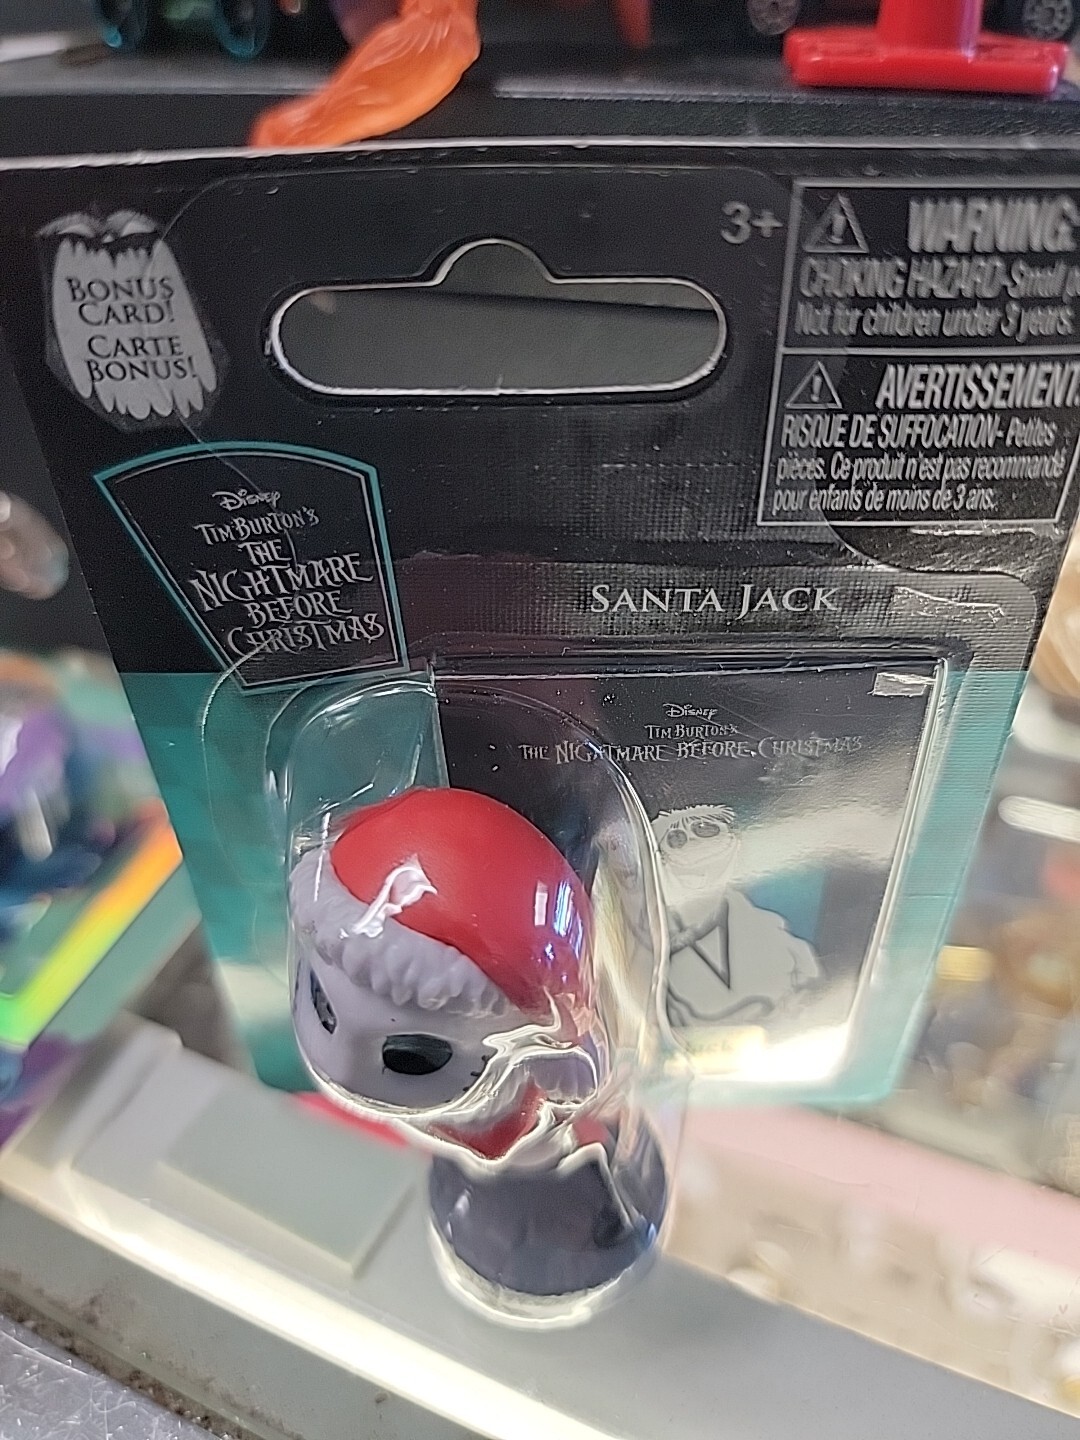 BONUS
CARD!
CARTE
BONUS!
3+
WARNING:
CHOKING HAZARD-Small
Not for children under 3 years.
AVERTISSEMENT
RISQUE DE SUFFOCATION- Petites
pièces. Ce produit n'est pas recommandé
pour enfants de moins de 3 ans.
Disney
TIM BURTON'S
THE
NIGHTMARE
BEFORE
CHRISTMAS
SANTA JACK
Disney
TIM BURTON'S
THE NIGHTMARE BEFORE CHRISTMAS